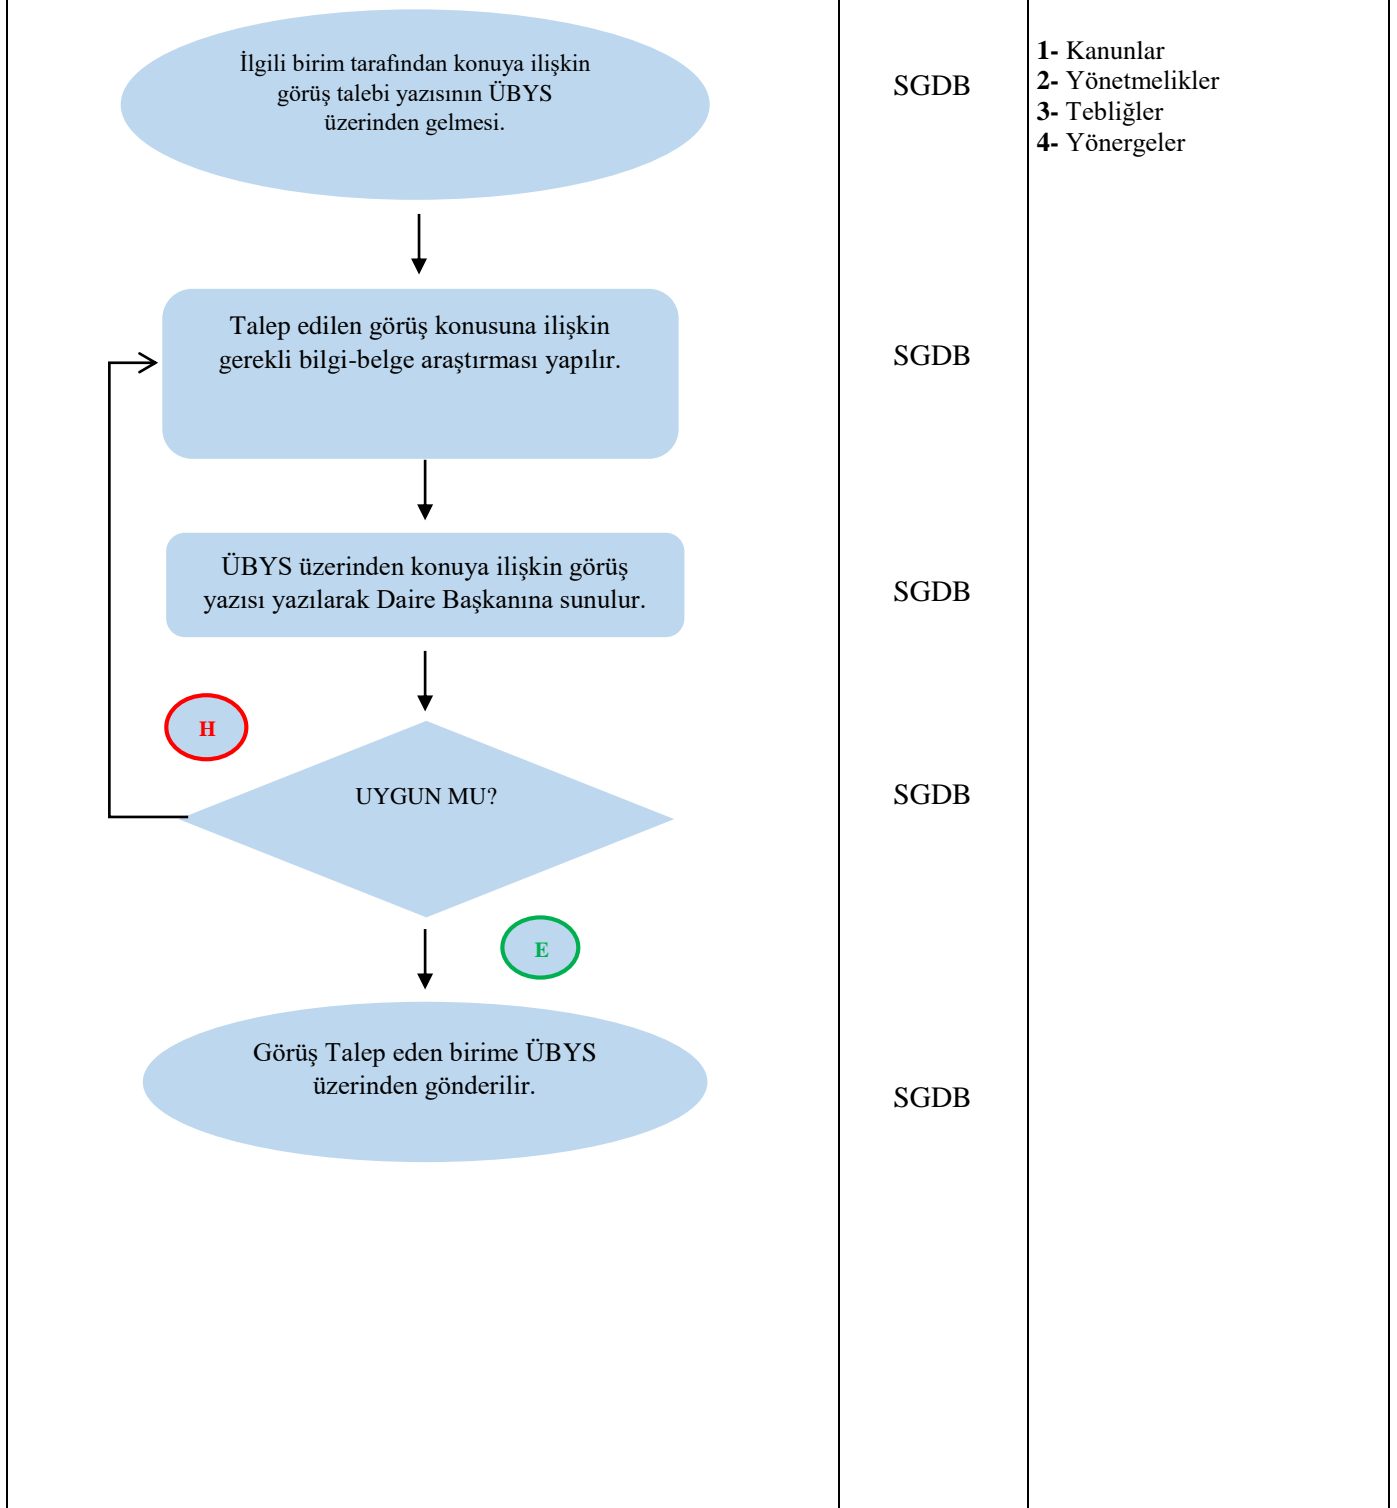 İlgili birim tarafından konuya ilişkin
görüş talebi yazısının ÜBYS
üzerinden gelmesi.
SGDB
1- Kanunlar
2- Yönetmelikler
3- Tebliğler
4- Yönergeler
Talep edilen görüş konusuna ilişkin
gerekli bilgi-belge araştırması yapılır.
SGDB
ÜBYS üzerinden konuya ilişkin görüş
yazısı yazılarak Daire Başkanına sunulur.
SGDB
H
UYGUN MU?
SGDB
E
Görüş Talep eden birime ÜBYS
üzerinden gönderilir.
SGDB